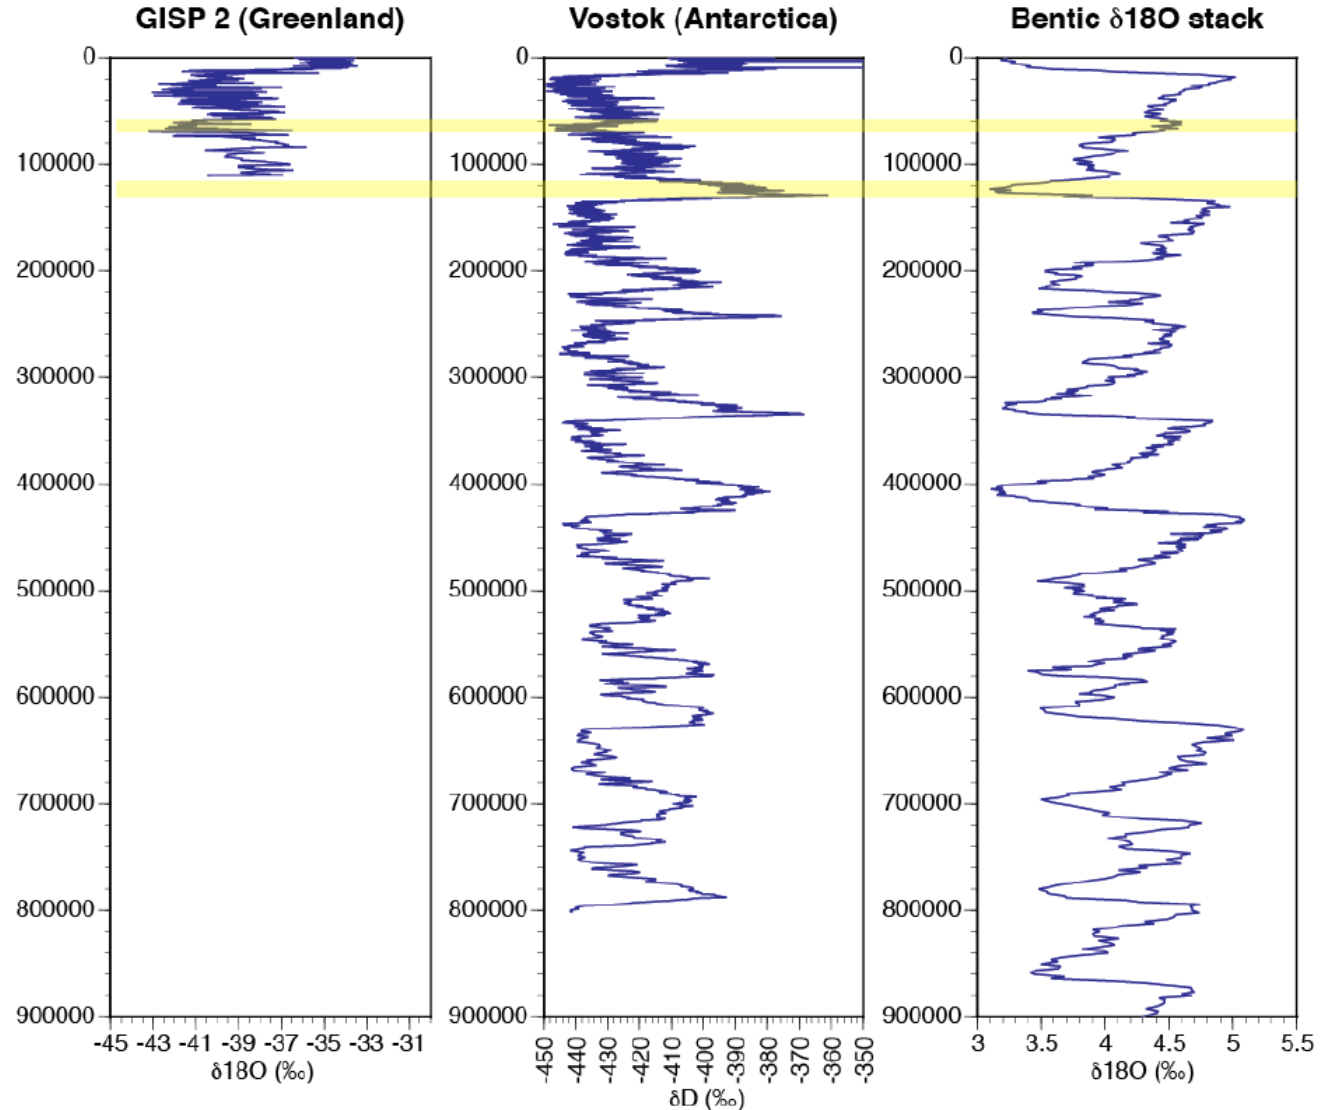 GISP 2 (Greenland) Vostok (Antarctica) Bentic δ18O stack
0 0 0
100000 100000 100000
200000 200000 200000
300000 300000 300000
400000 400000 400000
500000 500000 500000
600000 600000 600000
700000 700000 700000
800000 800000 800000
900000 900000 900000
-45 -43 -41 -39 -37 -35 -33 -31 -450 -440 -430 -420 -410 -400 -390 -380 -370 -360 -350 3 3.5 4 4.5 5 5.5
δ18O (‰) δD (‰) δ18O (‰)